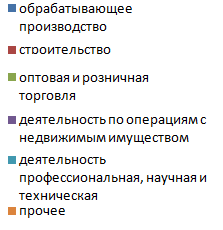 обрабатывающее
производство
строительство
оптовая и розничная
торговля
деятельность по операциям с
недвижимым имуществом
деятельность
профессиональная, научная и
техническая
прочее